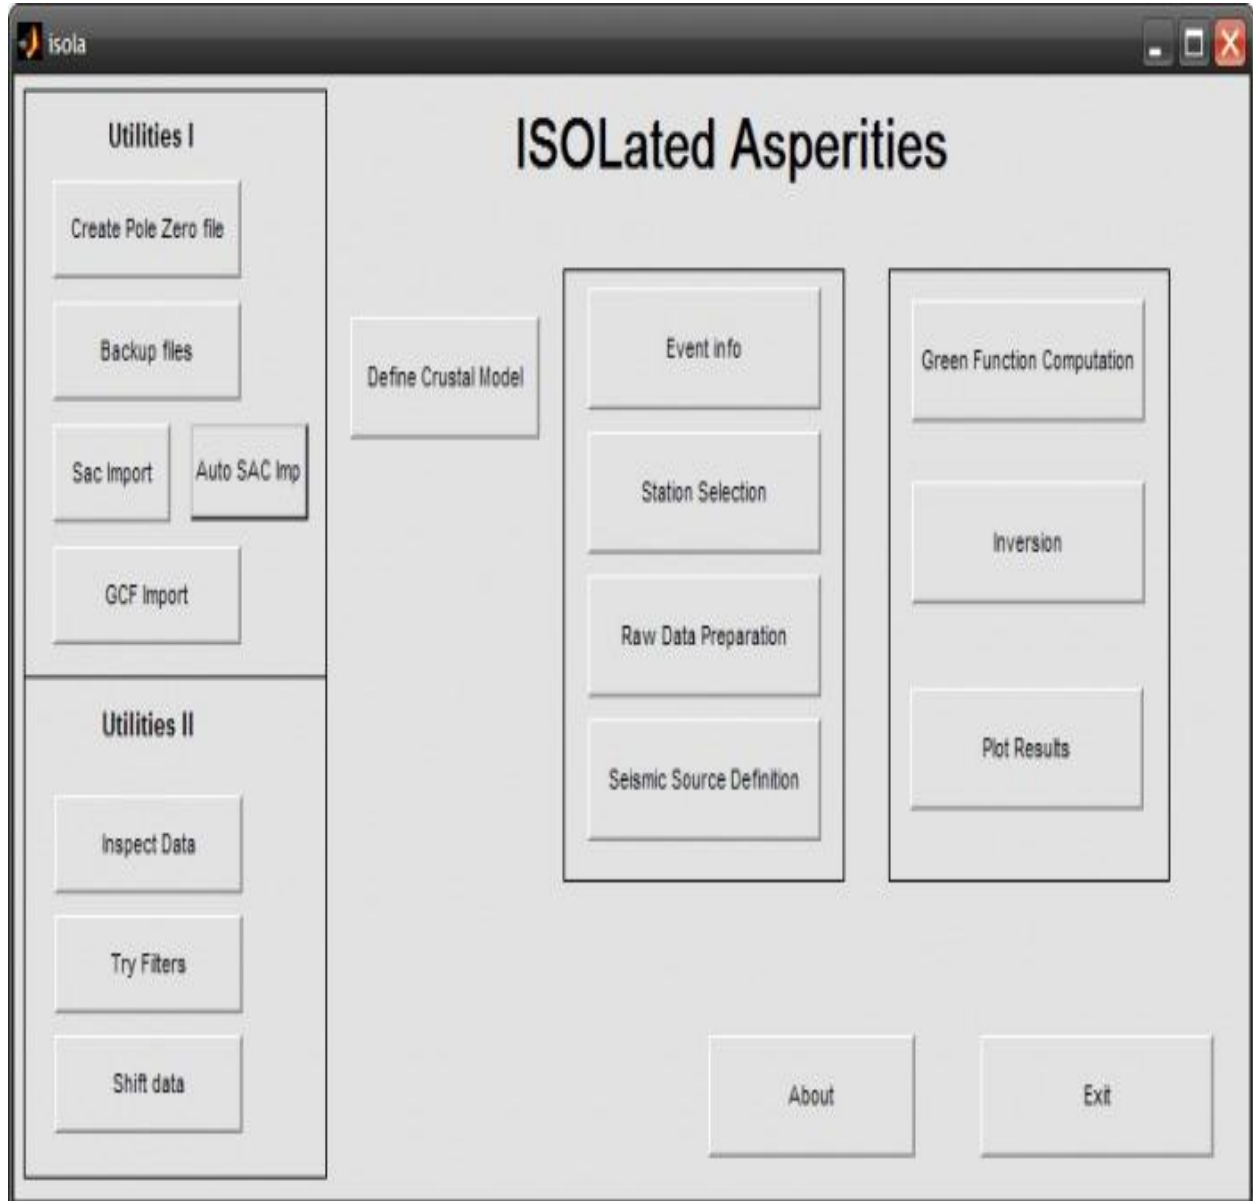 isola
Utilities I
Create Pole Zero file
Backup files
Sac Import
Auto SAC Imp
GCF Import
Utilities II
Inspect Data
Try Filters
Shift data
ISOLated Asperities
Define Crustal Model
Event info
Station Selection
Raw Data Preparation
Seismic Source Definition
Green Function Computation
Inversion
Plot Results
About
Exit